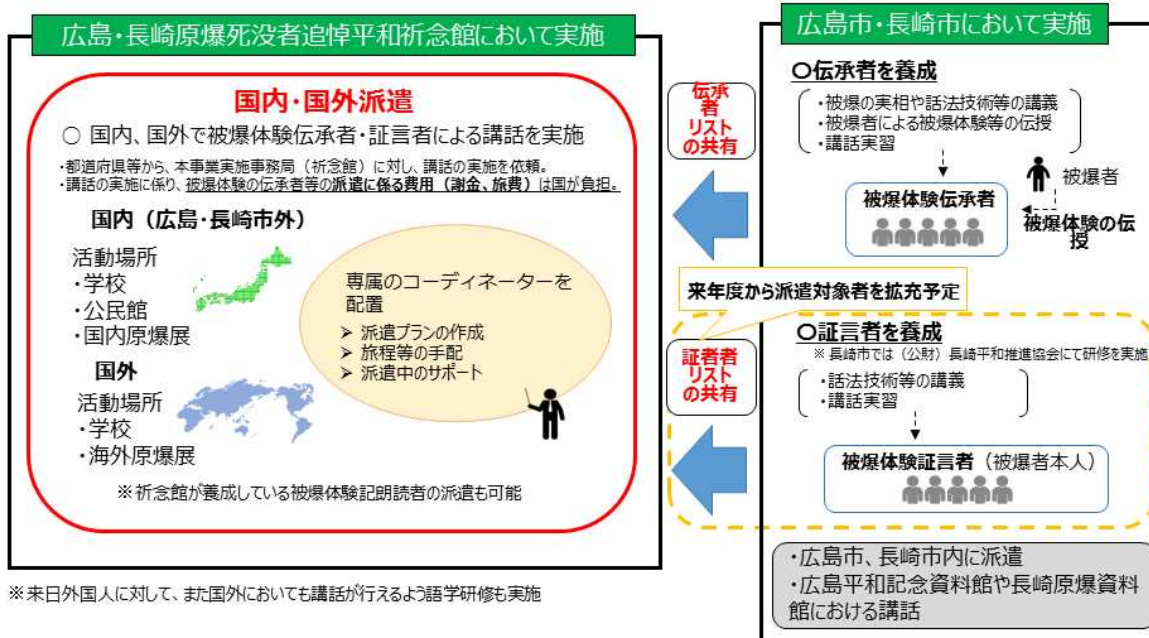 広島・長崎原爆死没者追悼平和祈念館において実施
国内・国外派遣
○ 国内、国外で被爆体験伝承者・証言者による講話を実施
・都道府県等から、本事業実施事務局（祈念館）に対し、講話の実施を依頼。
・講話の実施に係り、被爆体験の伝承者等の派遣に係る費用（謝金、旅費）は国が負担。
国内（広島・長崎市外）
活動場所
・学校
・公民館
・国内原爆展
国外
活動場所
・学校
・海外原爆展
専属のコーディネーターを
配置
➢ 派遣プランの作成
➢ 旅程等の手配
➢ 派遣中のサポート
※祈念館が養成している被爆体験記朗読者の派遣も可能
※来日外国人に対して、また国外においても講話が行えるよう語学研修も実施
伝承
者
リスト
の共有
証者者
リスト
の共有
来年度から派遣対象者を拡充予定
広島市・長崎市において実施
○伝承者を養成
・被爆の実相や話法技術等の講義
・被爆者による被爆体験等の伝授
・講話実習
被爆者
被爆体験伝承者
被爆体験の伝
授
○証言者を養成
※ 長崎市では（公財）長崎平和推進協会にて研修を実施
・話法技術等の講義
・講話実習
被爆体験証言者（被爆者本人）
・広島市、長崎市内に派遣
・広島平和記念資料館や長崎原爆資料
館における講話